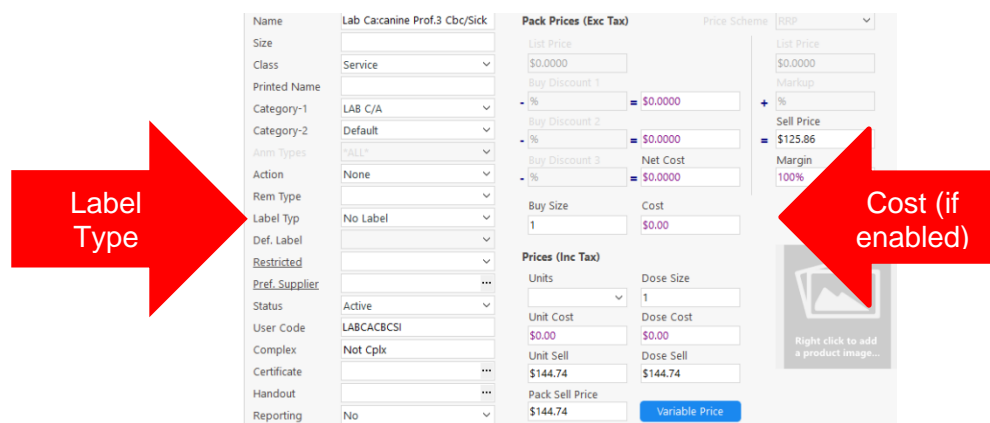 Name Lab Ca:canine Prof.3 Cbc/Sick
Size
Class Service
Printed Name
Category-1 LAB C/A
Category-2 Default
Anm Types *ALL*
Action None
Rem Type
Label Typ No Label
Def. Label
Restricted
Pref. Supplier ...
Status Active
User Code LABCACBCSI
Complex Not Cplx
Certificate ...
Handout ...
Reporting No
Pack Prices (Exc Tax) Price Scheme RRP
List Price List Price
$0.0000 $0.0000
Buy Discount 1 Markup
- % = $0.0000 + %
Buy Discount 2 Sell Price
- % = $0.0000 = $125.86
Buy Discount 3 Net Cost Margin
- % = $0.0000 100%
Buy Size Cost
1 $0.00
Prices (Inc Tax)
Units Dose Size
1
Unit Cost Dose Cost
$0.00 $0.00
Unit Sell Dose Sell
$144.74 $144.74
Pack Sell Price
$144.74 Variable Price
Right click to add
a product image...
Label
Type
Cost (if
enabled)